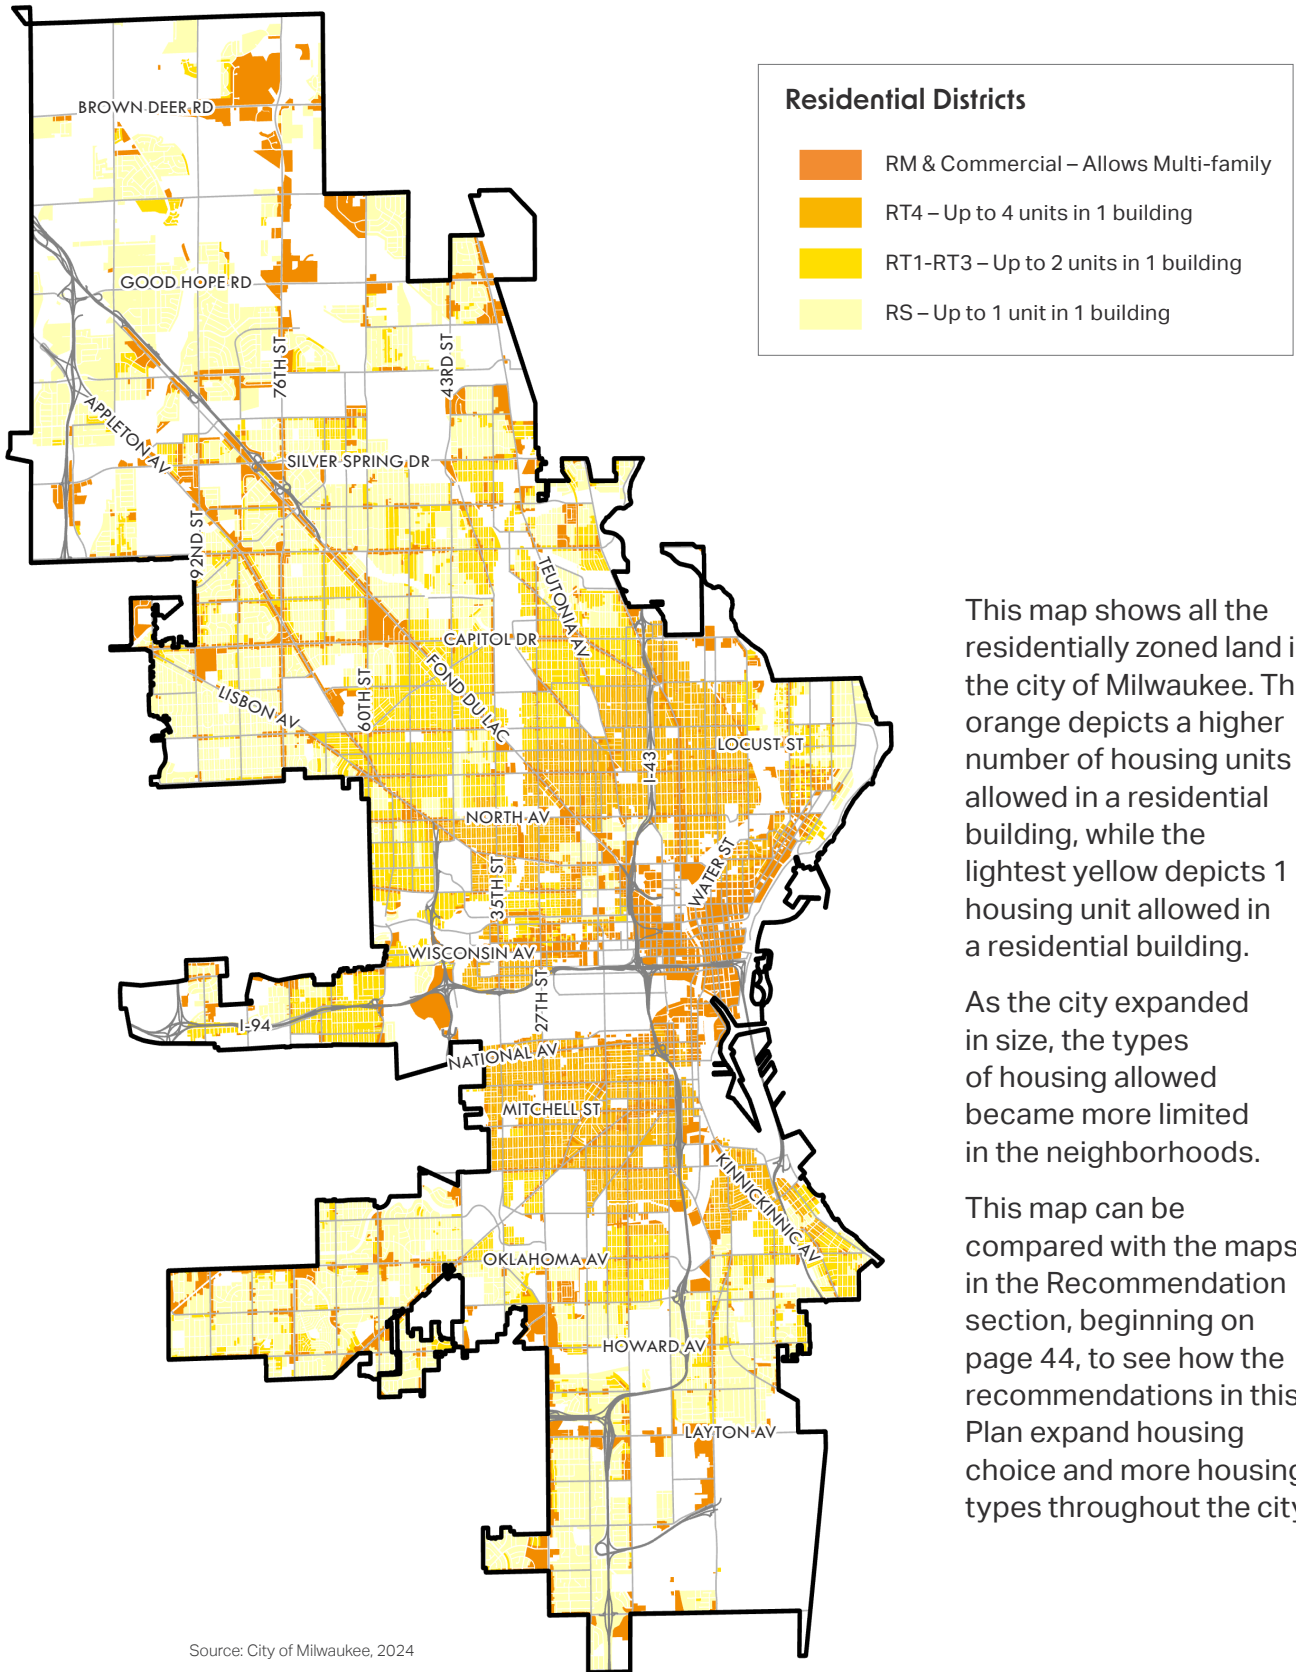 Residential Districts
RM & Commercial – Allows Multi-family
RT4 – Up to 4 units in 1 building
RT1-RT3 – Up to 2 units in 1 building
RS – Up to 1 unit in 1 building
BROWN DEER RD
GOOD HOPE RD
76TH ST
43RD ST
APPLETON AV
SILVER SPRING DR
92ND ST
TEUTONIA AV
CAPITOL DR
FOND DU LAC
60TH ST
LISBON AV
LOCUST ST
I-43
NORTH AV
WATER ST
35TH ST
WISCONSIN AV
27TH ST
I-94
NATIONAL AV
MITCHELL ST
KINNICKINNIC AV
OKLAHOMA AV
HOWARD AV
LAYTON AV
This map shows all the
residentially zoned land i
the city of Milwaukee. Th
orange depicts a higher
number of housing units
allowed in a residential
building, while the
lightest yellow depicts 1
housing unit allowed in
a residential building.
As the city expanded
in size, the types
of housing allowed
became more limited
in the neighborhoods.
This map can be
compared with the maps
in the Recommendation
section, beginning on
page 44, to see how the
recommendations in this
Plan expand housing
choice and more housing
types throughout the city
Source: City of Milwaukee, 2024